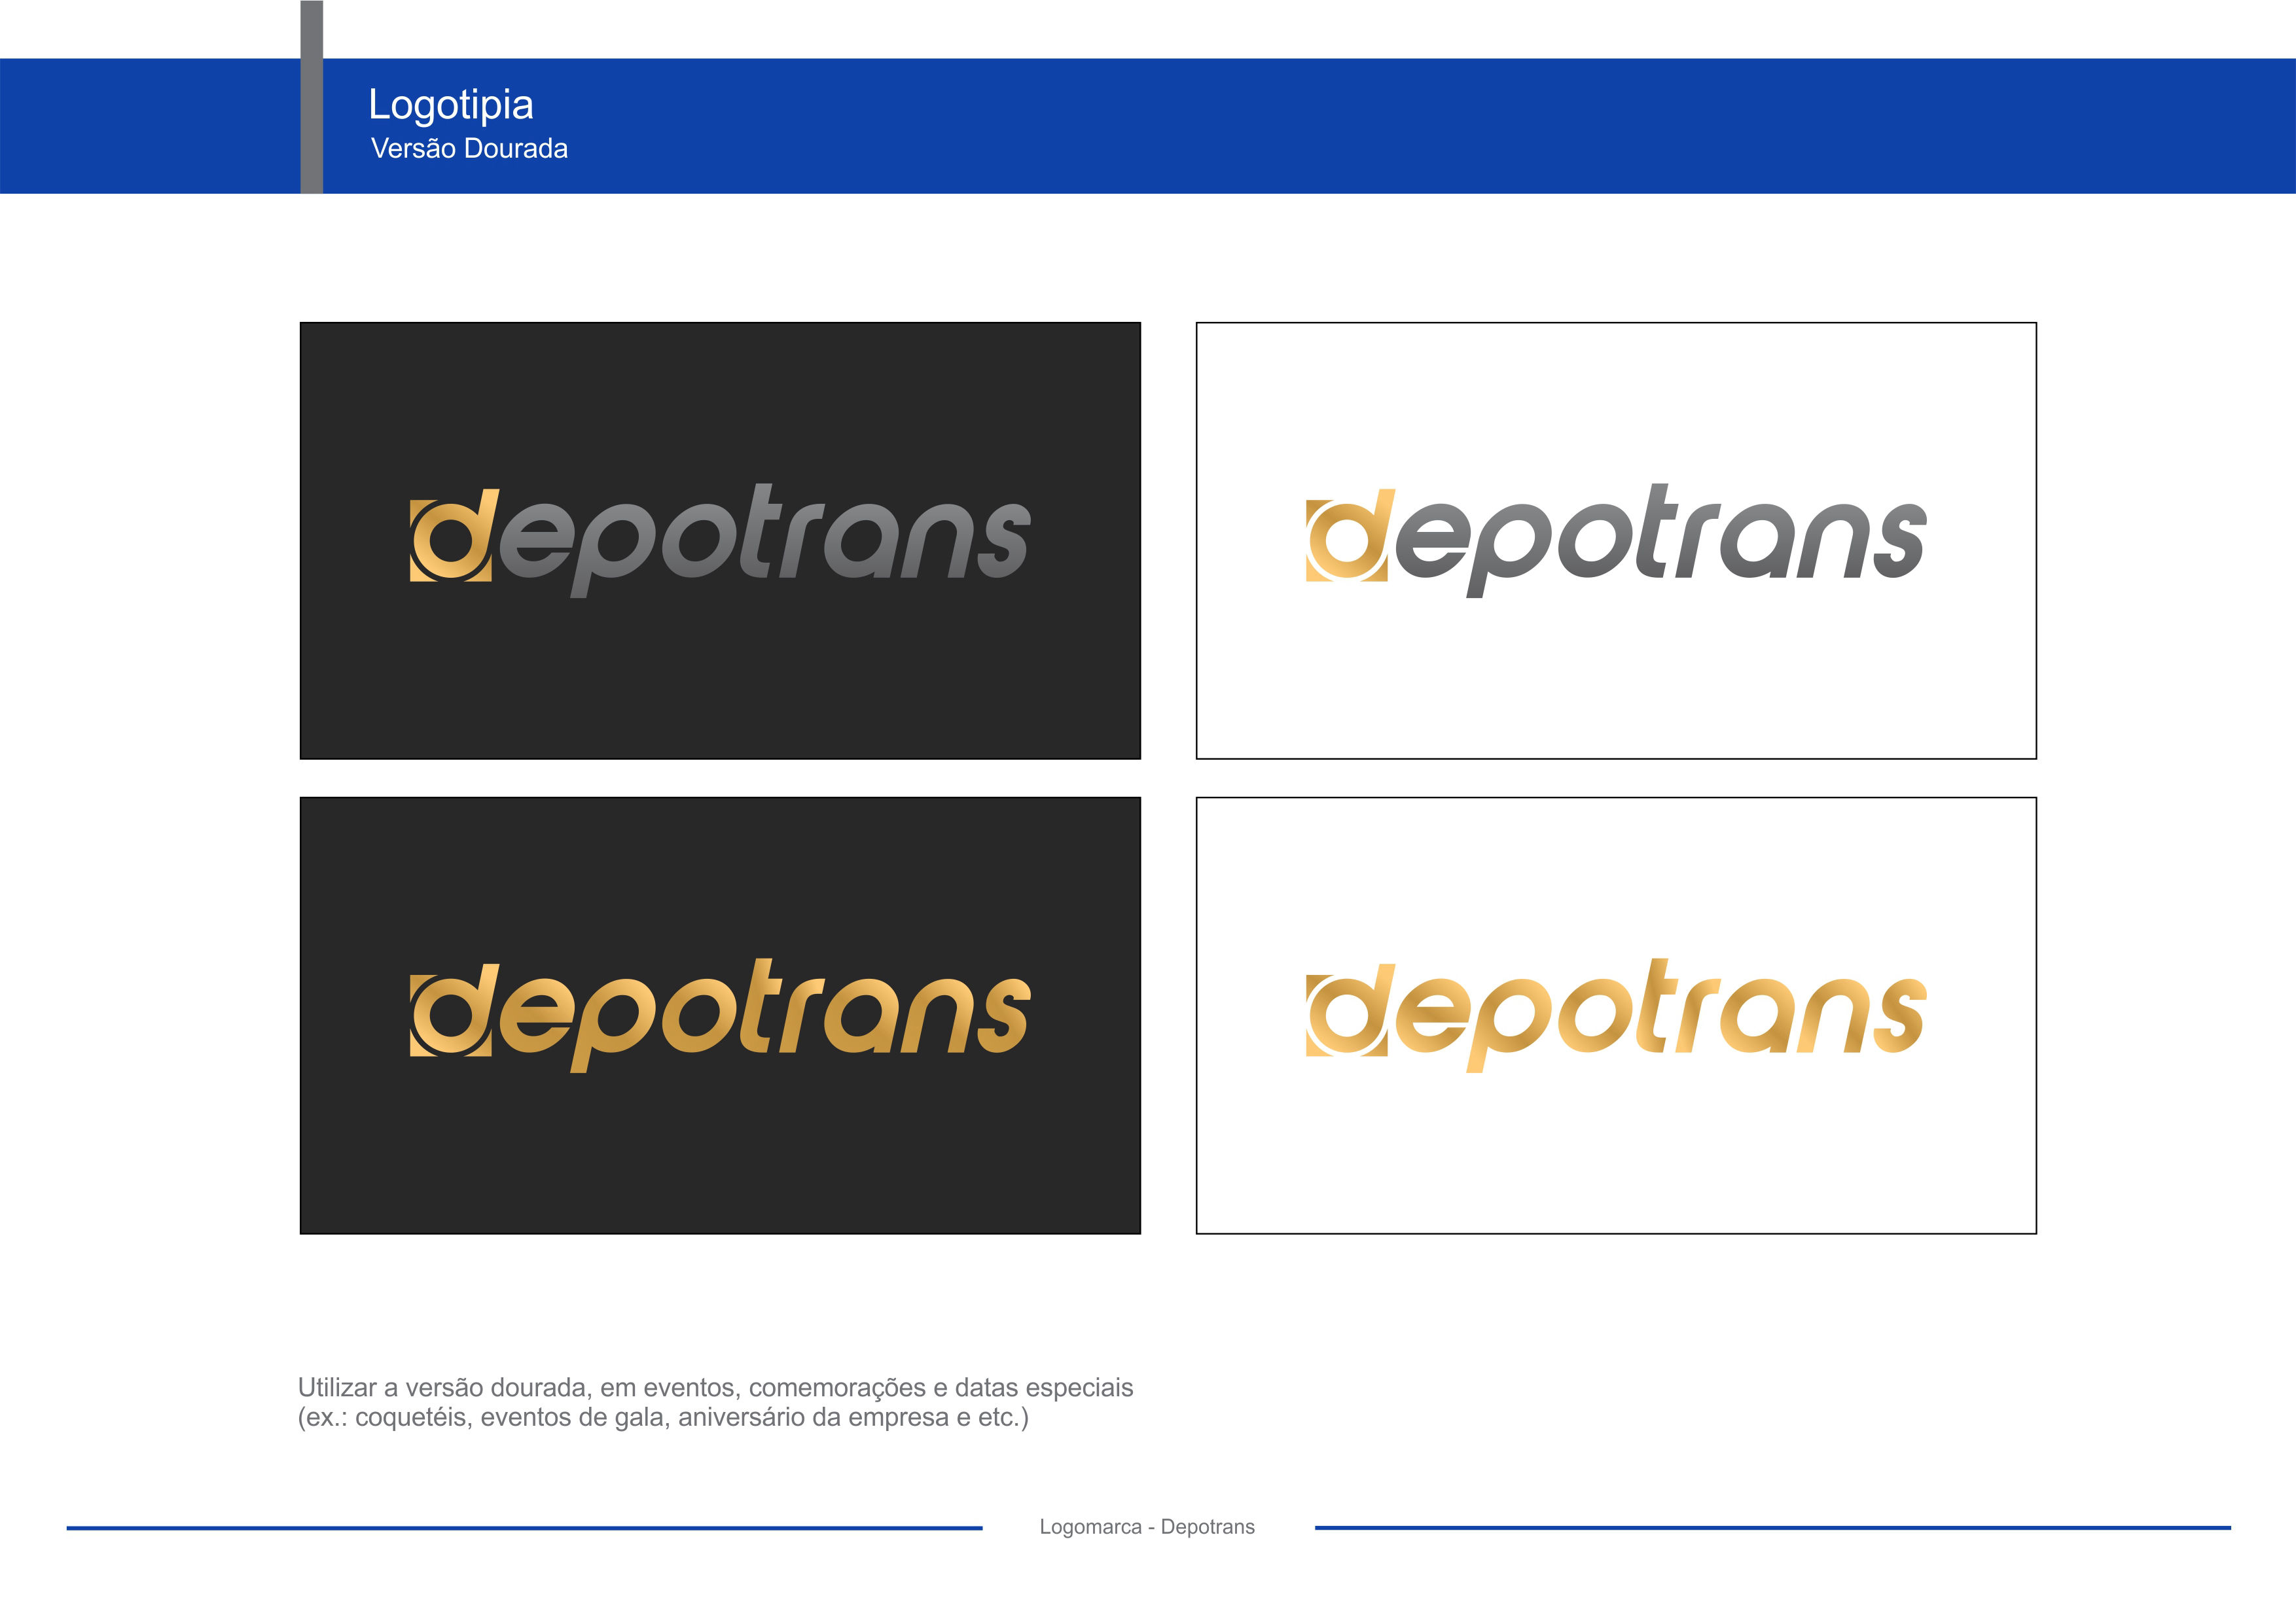 Logotipia
Versão Dourada
depotrans
depotrans
depotrans
depotrans
Utilizar a versão dourada, em eventos, comemorações e datas especiais
(ex.: coquetéis, eventos de gala, aniversário da empresa e etc.)
Logomarca - Depotrans